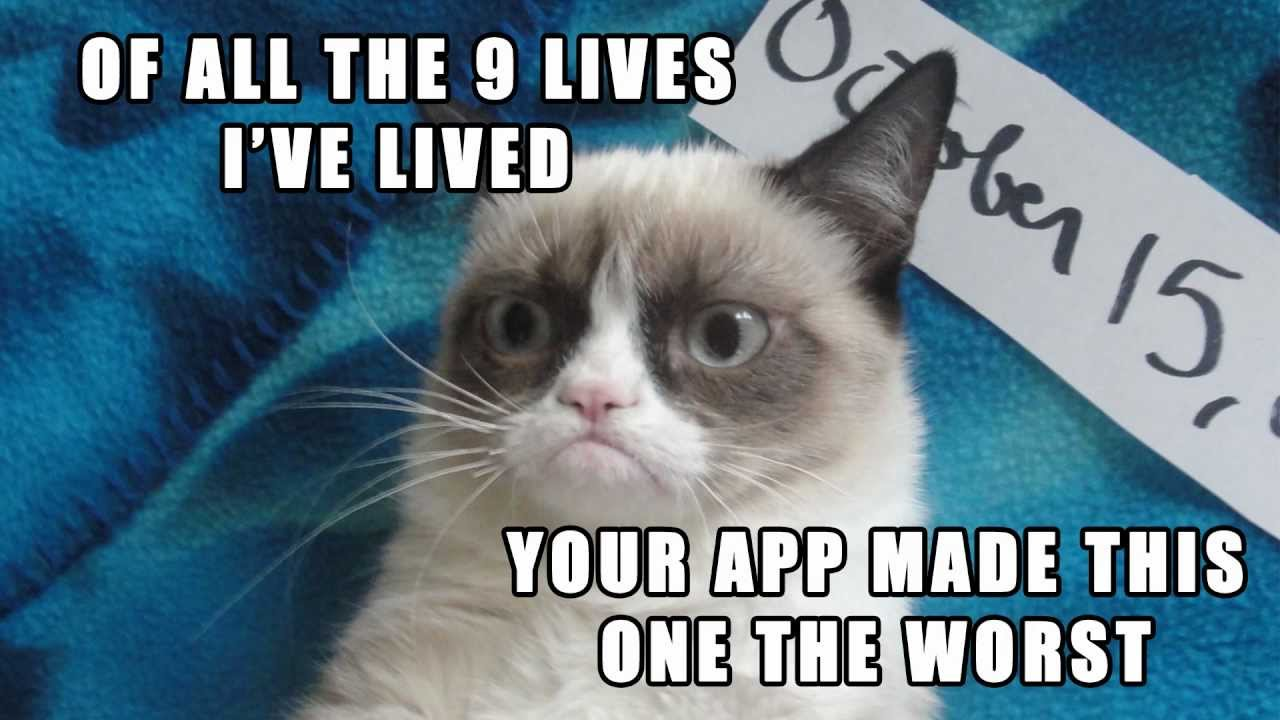 OF ALL THE 9 LIVES
I'VE LIVED
October 15,
YOUR APP MADE THIS
ONE THE WORST